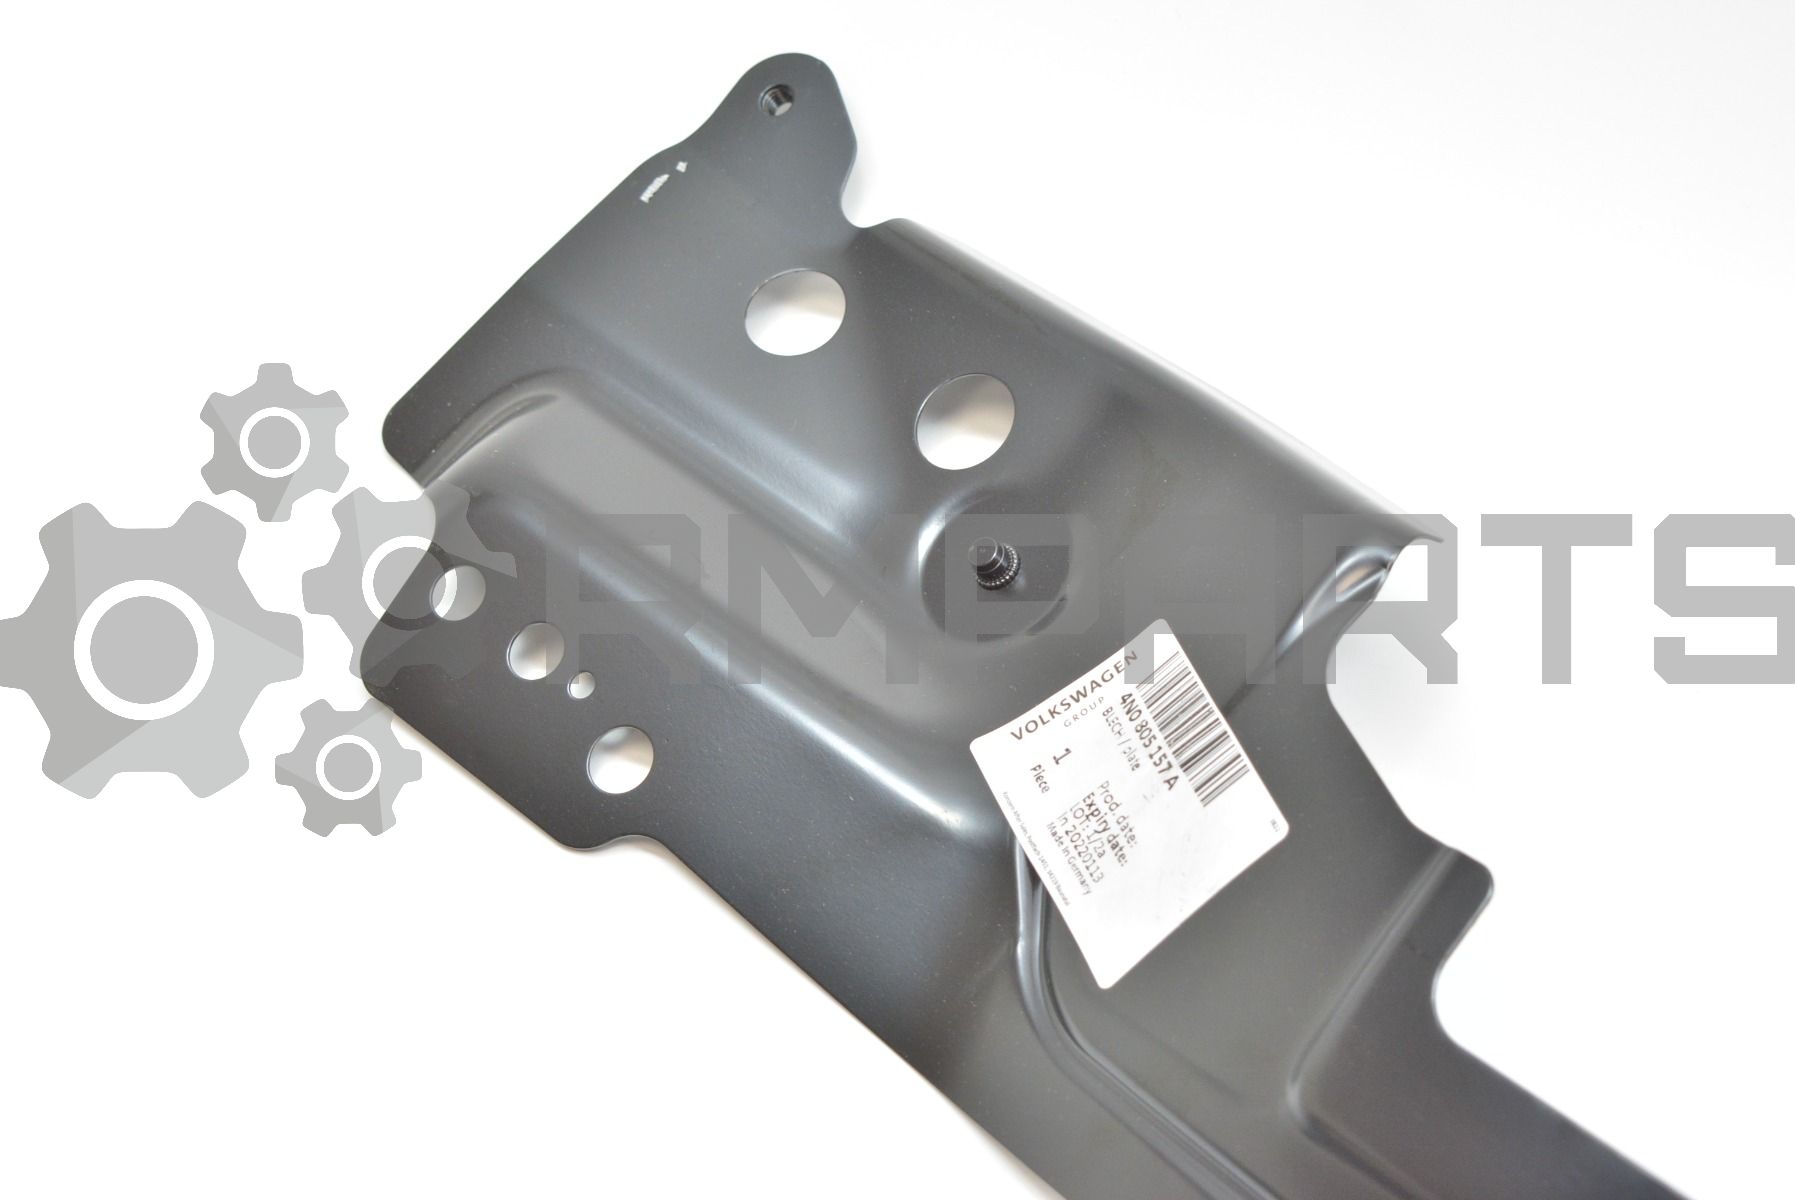 RMPARTS
VOLKSWAGEN
GROUP
4N0 805 157 A
BLECH / plate
1
Piece
Prod. date:
Expiry date:
LOT: 1/2a
In 20220113
Made in Germany